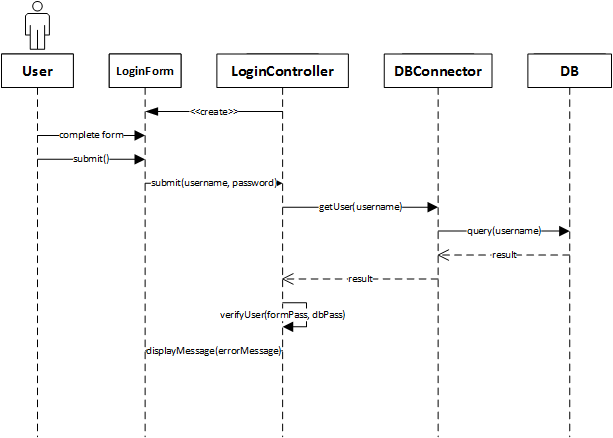 User
LoginForm
LoginController
DBConnector
DB
<<create>>
complete form
submit()
submit(username, password)
getUser(username)
query(username)
result
result
verifyUser(formPass, dbPass)
displayMessage(errorMessage)